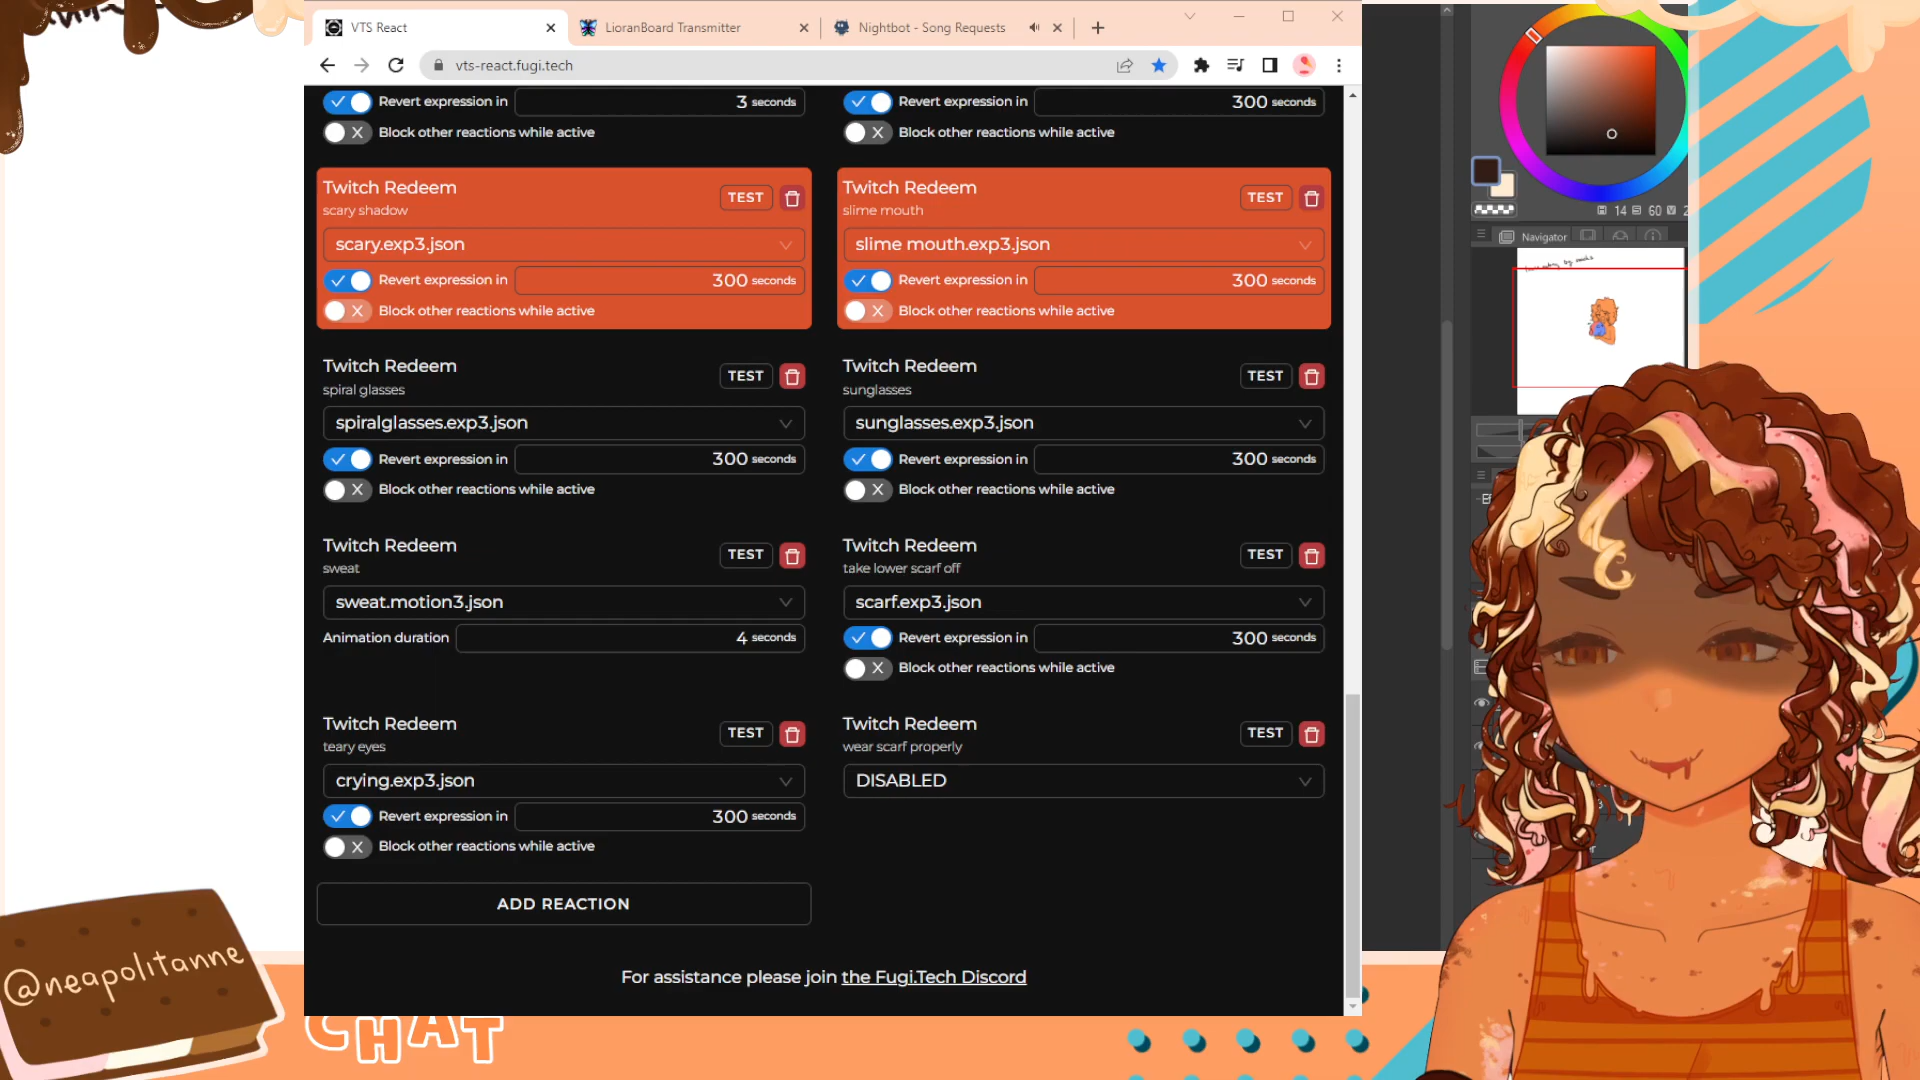 VTS React
LioranBoard Transmitter
Nightbot - Song Requests
vts-react.fugi.tech
Revert expression in 3 seconds
Block other reactions while active
Revert expression in 300 seconds
Block other reactions while active
Twitch Redeem
scary shadow
TEST
scary.exp3.json
Revert expression in 300 seconds
Block other reactions while active
Twitch Redeem
slime mouth
TEST
slime mouth.exp3.json
Revert expression in 300 seconds
Block other reactions while active
Twitch Redeem
spiral glasses
TEST
spiralglasses.exp3.json
Revert expression in 300 seconds
Block other reactions while active
Twitch Redeem
sunglasses
TEST
sunglasses.exp3.json
Revert expression in 300 seconds
Block other reactions while active
Twitch Redeem
sweat
TEST
sweat.motion3.json
Animation duration 4 seconds
Twitch Redeem
take lower scarf off
TEST
scarf.exp3.json
Revert expression in 300 seconds
Block other reactions while active
Twitch Redeem
teary eyes
TEST
crying.exp3.json
Revert expression in 300 seconds
Block other reactions while active
Twitch Redeem
wear scarf properly
TEST
DISABLED
ADD REACTION
For assistance please join the Fugi.Tech Discord
14 60 2
Navigator
@neapolitanne
CHAT